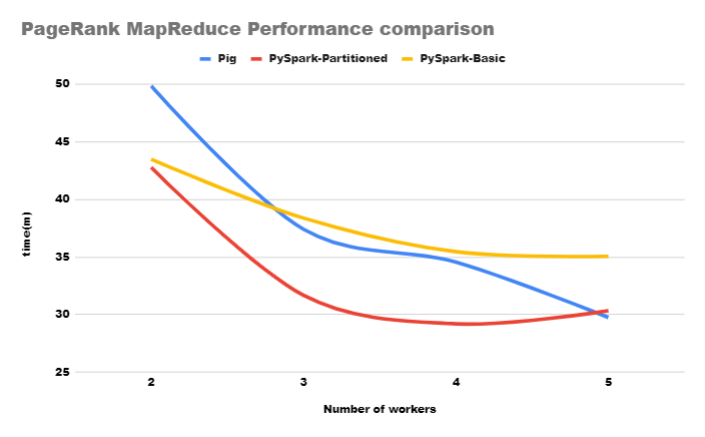 PageRank MapReduce Performance comparison
Pig PySpark-Partitioned PySpark-Basic
50
45
40
35
30
25
time(m)
2 3 4 5
Number of workers